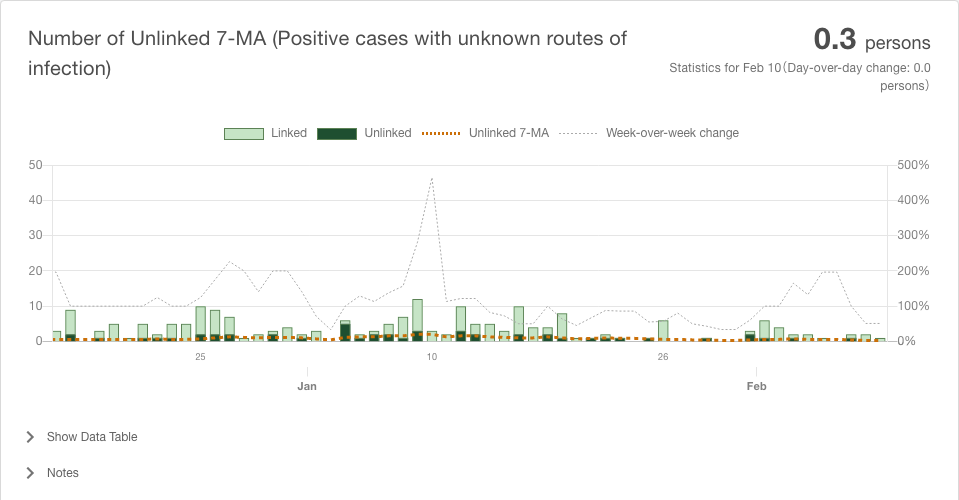 Number of Unlinked 7-MA (Positive cases with unknown routes of
infection)
0.3 persons
Statistics for Feb 10(Day-over-day change: 0.0
persons)
Linked Unlinked Unlinked 7-MA Week-over-week change
50 500%
40 400%
30 300%
20 200%
10 100%
0 0%
25 10 26
Jan Feb
Show Data Table
Notes